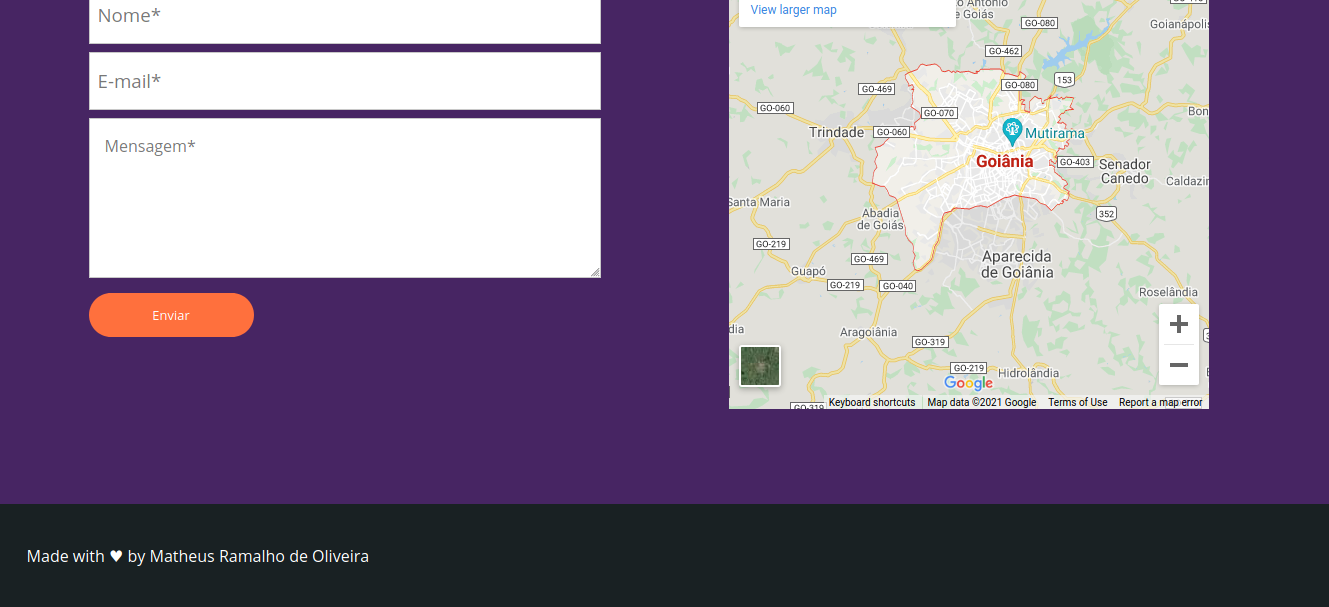 Nome*
E-mail*
Mensagem*
Enviar
View larger map
de Goiás
GO-080
Goianápolis
GO-462
153
GO-469
GO-080
GO-060
GO-070
Trindade
GO-060
Mutirama
Goiânia
GO-403
Senador
Canedo
Caldazin
Santa Maria
352
Abadia
de Goiás
GO-219
GO-469
Aparecida
de Goiânia
Guapó
GO-219
GO-040
Roselândia
Aragoiânia
GO-319
GO-219
Hidrolândia
Google
GO-319
Keyboard shortcuts
Map data ©2021 Google
Terms of Use
Report a map error
Made with ♥ by Matheus Ramalho de Oliveira